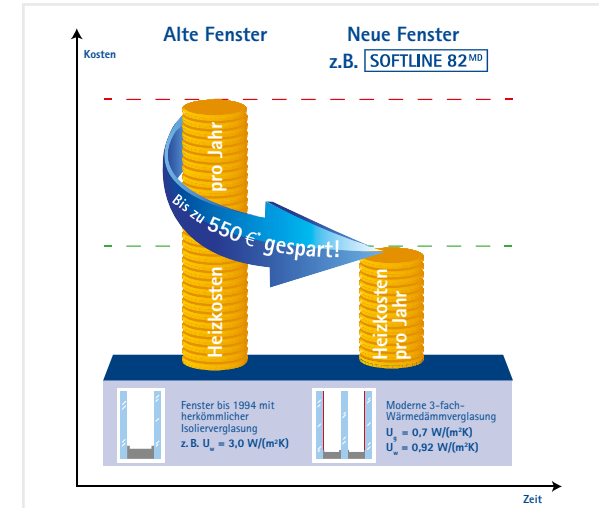 Alte Fenster
Neue Fenster
z.B. SOFTLINE 82MD
Kosten
pro Jahr
Heizkosten
Bis zu 550 €* gespart!
Heizkosten
pro Jahr
Fenster bis 1994 mit
herkömmlicher
Isolierverglasung
z. B. Uw = 3,0 W/(m²K)
Moderne 3-fach-
Wärmedämmverglasung
Ug = 0,7 W/(m²K)
Uw = 0,92 W/(m²K)
Zeit